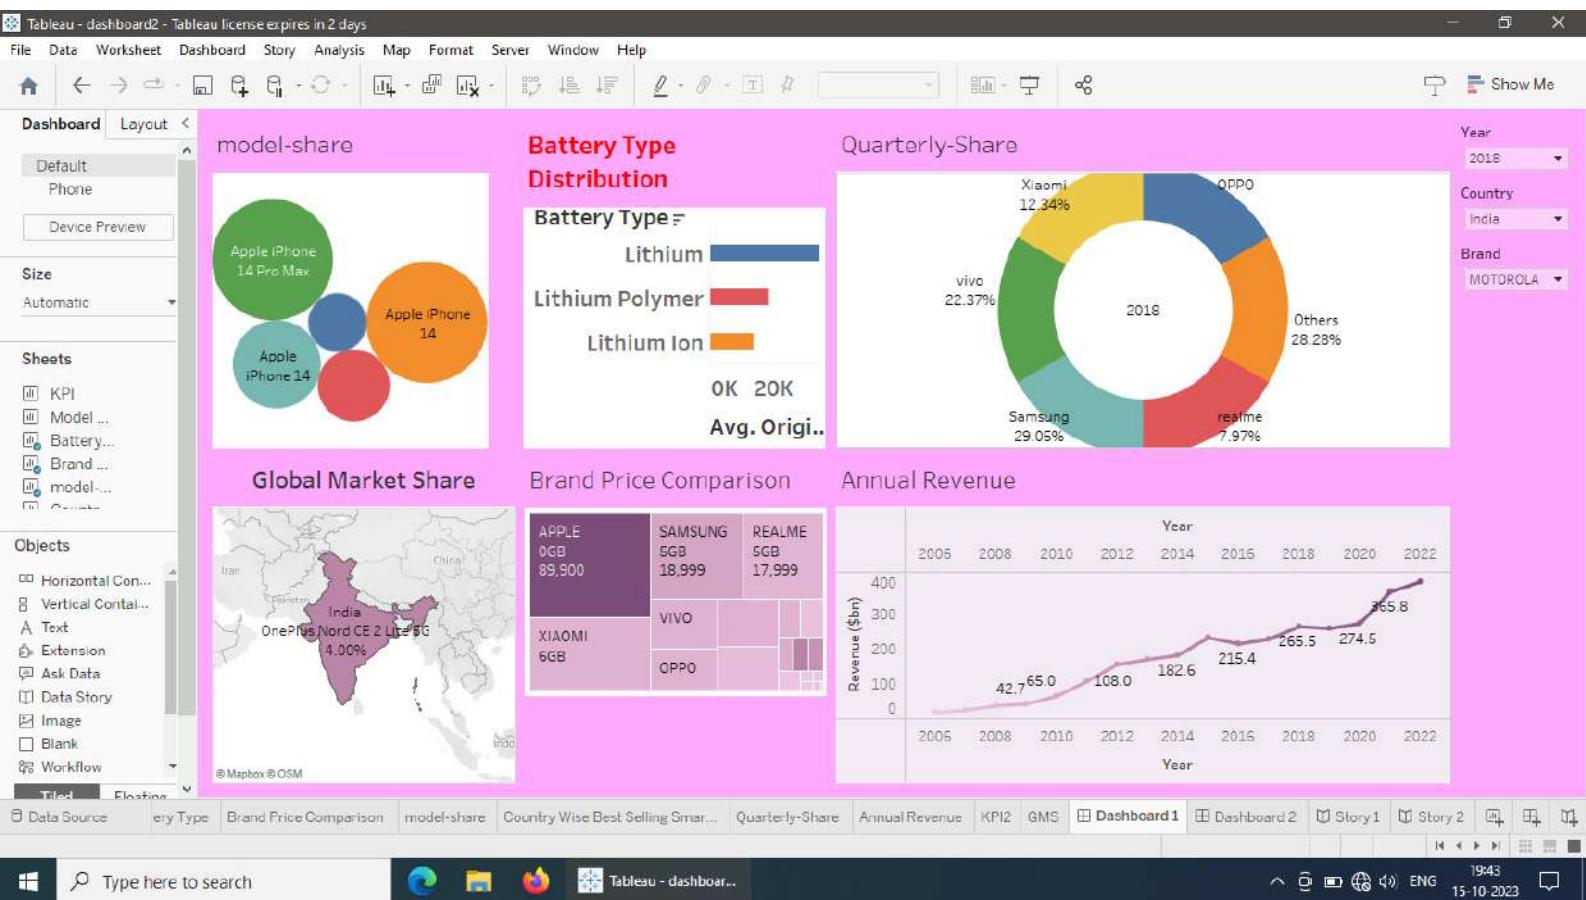 Tableau - dashboard2 - Tableau license expires in 2 days
File Data Worksheet Dashboard Story Analysis Map Format Server Window Help
Show Me
Dashboard Layout
Default
Phone
Device Preview
Size
Automatic
Sheets
KPI
Model ...
Battery...
Brand ...
model-...
Objects
Horizontal Con...
Vertical Contai...
Text
Extension
Ask Data
Data Story
Image
Blank
Workflow
Tiled Floating
model-share
Apple iPhone
14 Pro Max
Apple iPhone
14
Apple
iPhone 14
Battery Type
Distribution
Battery Type
Lithium
Lithium Polymer
Lithium Ion
0K 20K
Avg. Origi..
Quarterly-Share
Xiaomi
12.34%
OPPO
vivo
22.37%
2018
Others
28.28%
Samsung
29.05%
realme
7.97%
Year
2018
Country
India
Brand
MOTOROLA
Global Market Share
Iran
China
Pakistan
India
OnePlus Nord CE 2 Lite 5G
4.00%
Indo
© Mapbox © OSM
Brand Price Comparison
APPLE
0GB
89,900
SAMSUNG
5GB
18,999
REALME
5GB
17,999
XIAOMI
6GB
VIVO
OPPO
Annual Revenue
Year
2006 2008 2010 2012 2014 2016 2018 2020 2022
Revenue ($bn)
400
300
200
100
0
42.7 65.0 108.0 182.6 215.4 265.5 274.5 365.8
2006 2008 2010 2012 2014 2016 2018 2020 2022
Year
Data Source ery Type Brand Price Comparison model-share Country Wise Best Selling Smar... Quarterly-Share Annual Revenue KPI2 GMS Dashboard 1 Dashboard 2 Story 1 Story 2
Type here to search
Tableau - dashboar...
ENG
19:43
15-10-2023